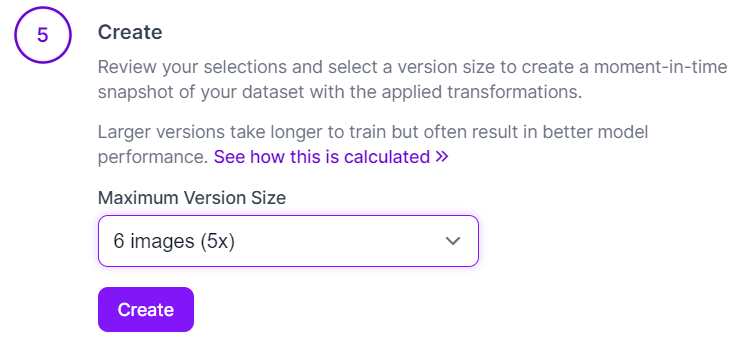 5
Create
Review your selections and select a version size to create a moment-in-time
snapshot of your dataset with the applied transformations.
Larger versions take longer to train but often result in better model
performance. See how this is calculated »
Maximum Version Size
6 images (5x)
Create